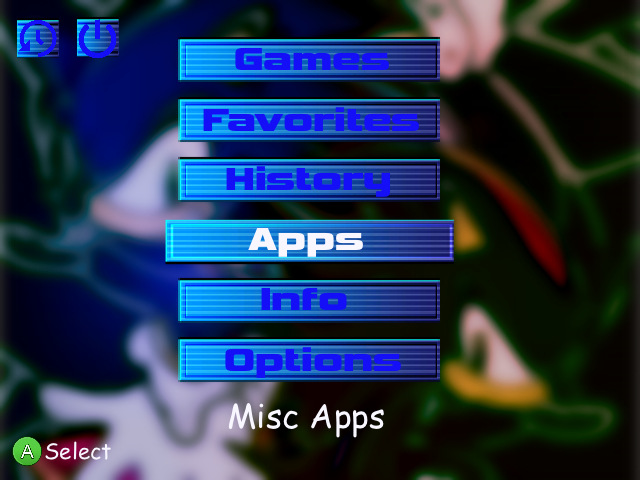 Games
Favorites
History
Apps
Info
Options
Misc Apps
A Select